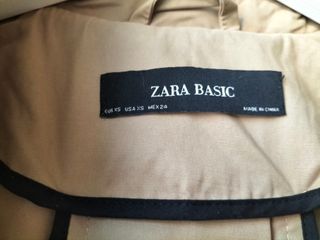 ZARA BASIC
EUR XS USA XS MEX 24
MADE IN CHINA